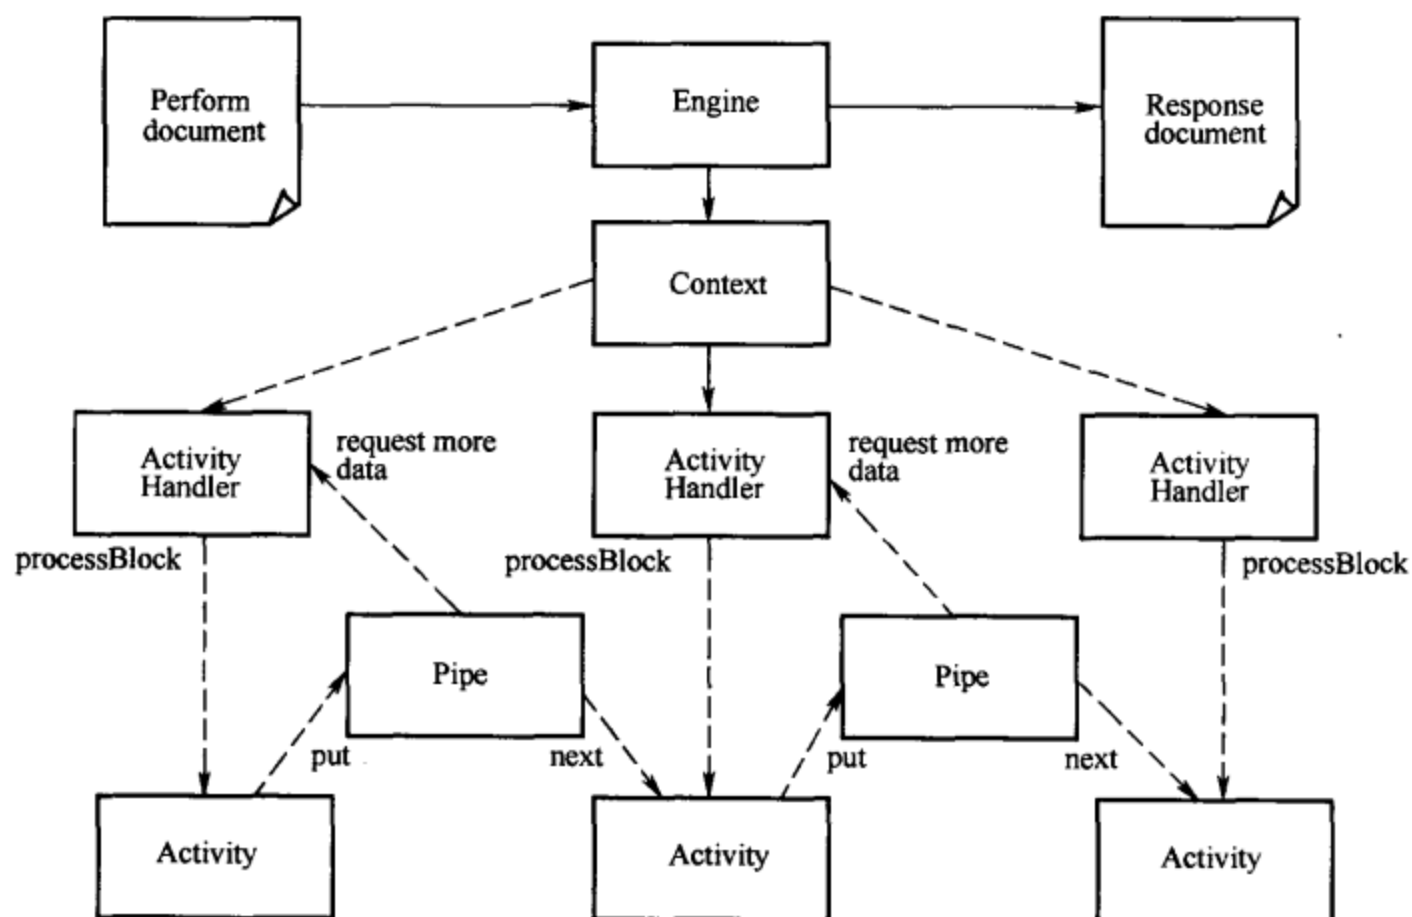 Perform
document
Engine
Response
document
Context
Activity
Handler
request more
data
Activity
Handler
request more
data
Activity
Handler
processBlock
processBlock
processBlock
Pipe
Pipe
put
next
put
next
Activity
Activity
Activity